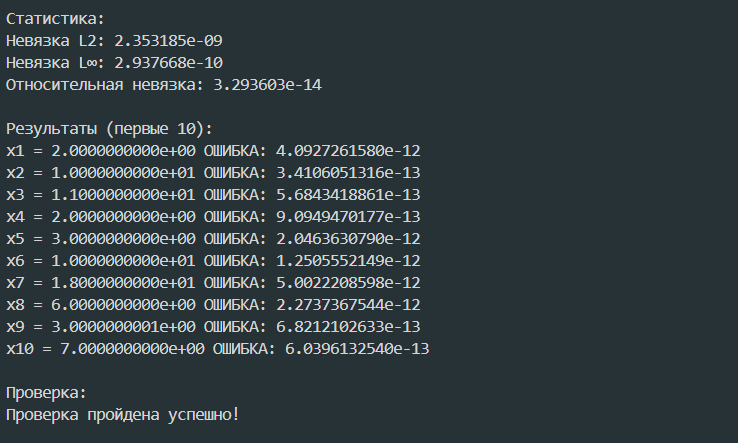 Статистика:
Невязка L2: 2.353185e-09
Невязка L∞: 2.937668e-10
Относительная невязка: 3.293603e-14
Результаты (первые 10):
x1 = 2.0000000000e+00 ОШИБКА: 4.0927261580e-12
x2 = 1.0000000000e+01 ОШИБКА: 3.4106051316e-13
x3 = 1.1000000000e+01 ОШИБКА: 5.6843418861e-13
x4 = 2.0000000000e+00 ОШИБКА: 9.0949470177e-13
x5 = 3.0000000000e+00 ОШИБКА: 2.0463630790e-12
x6 = 1.0000000000e+01 ОШИБКА: 1.2505552149e-12
x7 = 1.8000000000e+01 ОШИБКА: 5.0022208598e-12
x8 = 6.0000000000e+00 ОШИБКА: 2.2737367544e-12
x9 = 3.0000000001e+00 ОШИБКА: 6.8212102633e-13
x10 = 7.0000000000e+00 ОШИБКА: 6.0396132540e-13
Проверка:
Проверка пройдена успешно!